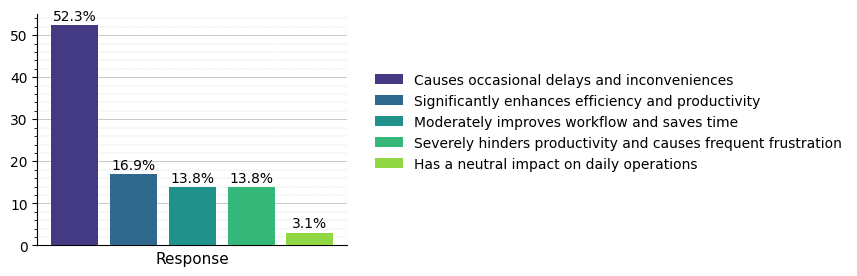 52.3%
50
40
30
20
16.9%
13.8%
13.8%
10
3.1%
0
Response
Causes occasional delays and inconveniences
Significantly enhances efficiency and productivity
Moderately improves workflow and saves time
Severely hinders productivity and causes frequent frustration
Has a neutral impact on daily operations